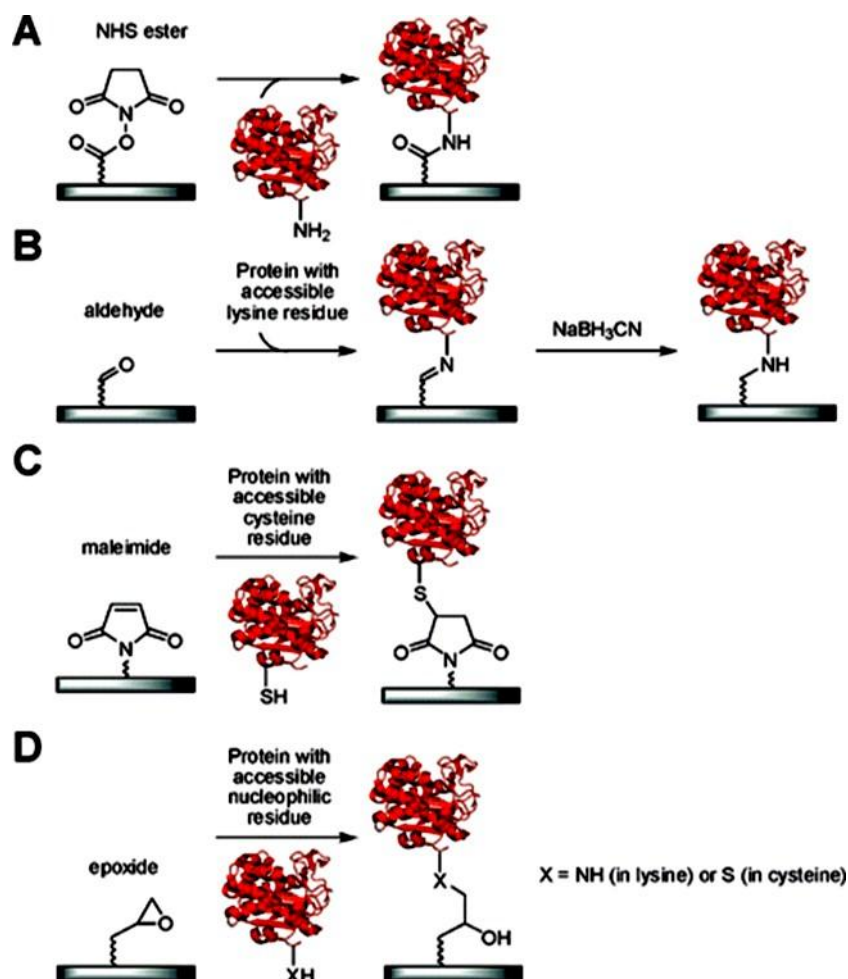 A
NHS ester
O
N
O
O
O
NH₂
O
NH
B
aldehyde
O
Protein with
accessible
lysine residue
N
NaBH₃CN
NH
C
maleimide
O
N
O
Protein with
accessible
cysteine
residue
SH
S
O
N
O
D
epoxide
O
Protein with
accessible
nucleophilic
residue
XH
X
OH
X = NH (in lysine) or S (in cysteine)